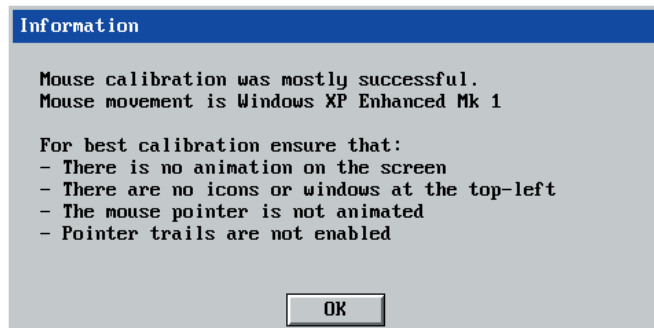 Information
Mouse calibration was mostly successful.
Mouse movement is Windows XP Enhanced Mk 1
For best calibration ensure that:
- There is no animation on the screen
- There are no icons or windows at the top-left
- The mouse pointer is not animated
- Pointer trails are not enabled
OK